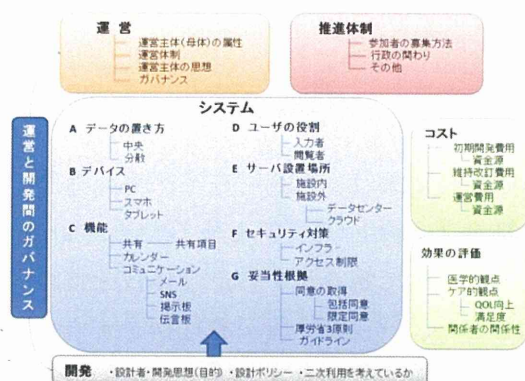 運 営
運営主体(母体)の属性
運営体制
運営主体の思想
ガバナンス
推進体制
参加者の募集方法
行政の関わり
その他
運営と開発間のガバナンス
システム
A データの置き方
中央
分散
B デバイス
PC
スマホ
タブレット
C 機能
共有 共有項目
カレンダー
コミュニケーション
メール
SNS
掲示板
伝言板
D ユーザの役割
入力者
閲覧者
E サーバ設置場所
施設内
施設外
データセンター
クラウド
F セキュリティ対策
インフラ
アクセス制限
G 妥当性根拠
同意の取得
包括同意
限定同意
厚労省3原則
ガイドライン
コスト
初期開発費用
資金源
維持改訂費用
資金源
運営費用
資金源
効果の評価
医学的観点
ケア的観点
QOL向上
満足度
関係者の関係性
開発 ・設計者・開発思想(目的) ・設計ポリシー ・二次利用を考えているか